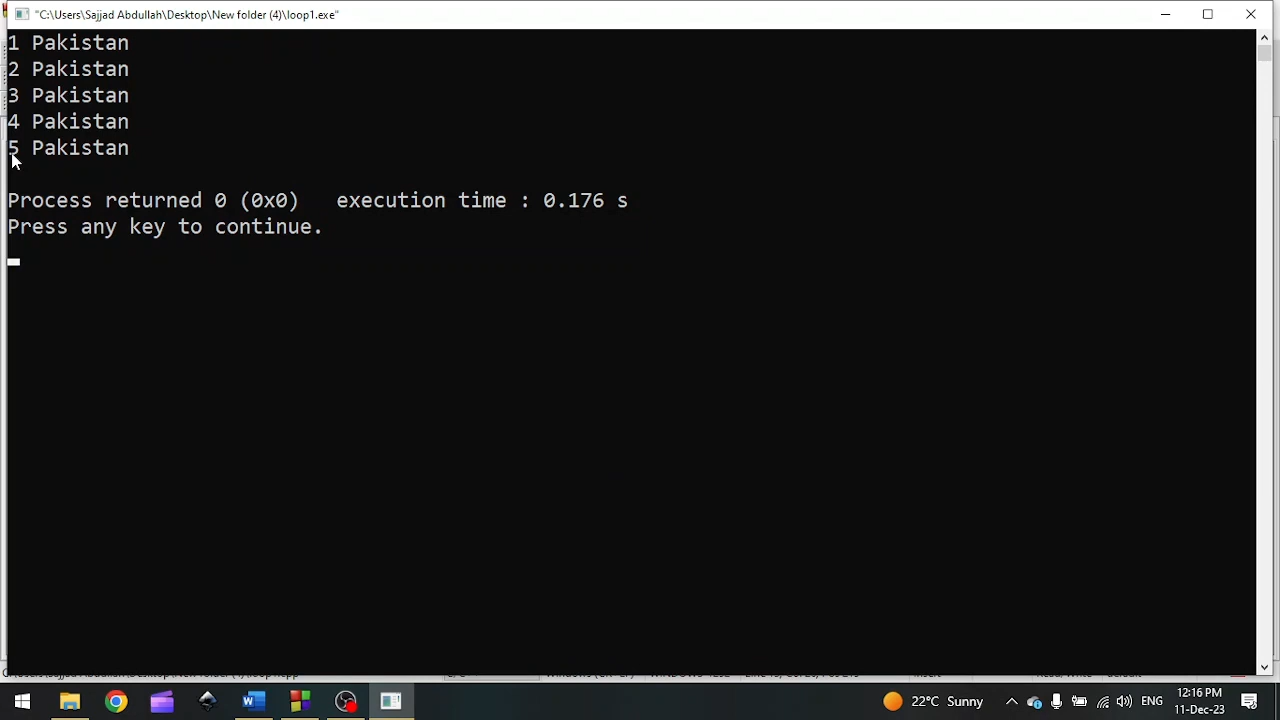 "C:\Users\Sajjad Abdullah\Desktop\New folder (4)\loop1.exe"
1 Pakistan
2 Pakistan
3 Pakistan
4 Pakistan
5 Pakistan
Process returned 0 (0x0)   execution time : 0.176 s
Press any key to continue.
22°C Sunny
ENG
12:16 PM
11-Dec-23